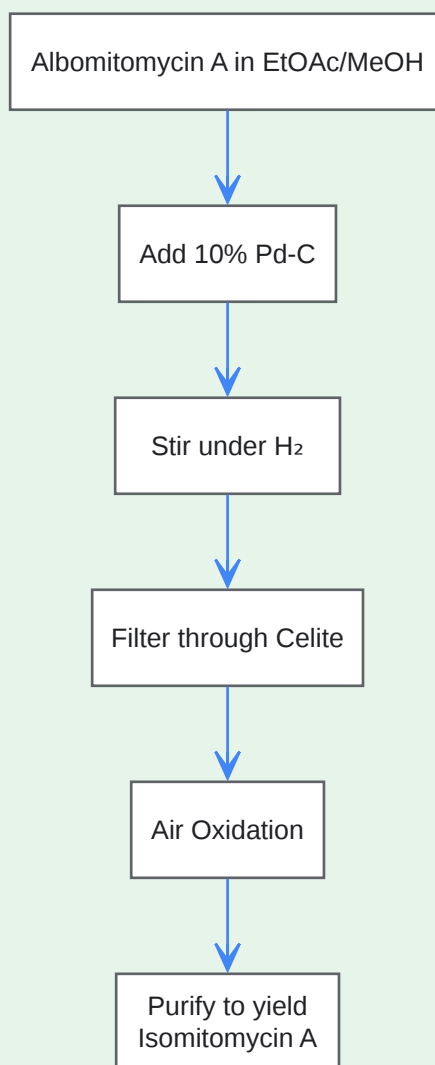 Albomitomycin A in EtOAc/MeOH
Add 10% Pd-C
Stir under H₂
Filter through Celite
Air Oxidation
Purify to yield
Isomitomycin A